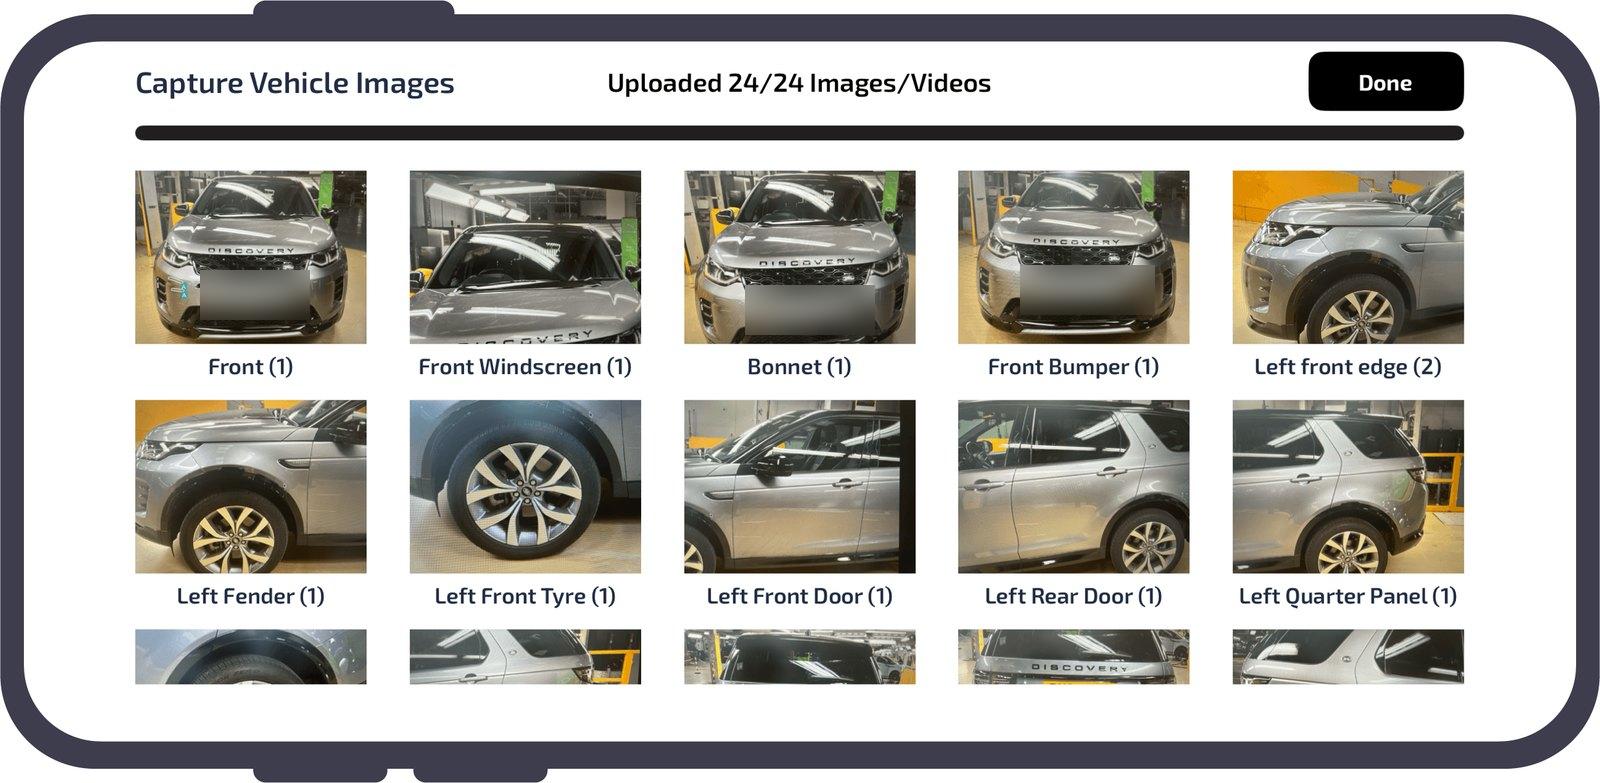 Capture Vehicle Images
Uploaded 24/24 Images/Videos
Done
DISCOVERY
DISCOVERY
DISCOVERY
DISCOVERY
Front (1)
Front Windscreen (1)
Bonnet (1)
Front Bumper (1)
Left front edge (2)
Left Fender (1)
Left Front Tyre (1)
Left Front Door (1)
Left Rear Door (1)
Left Quarter Panel (1)
DISCOVERY